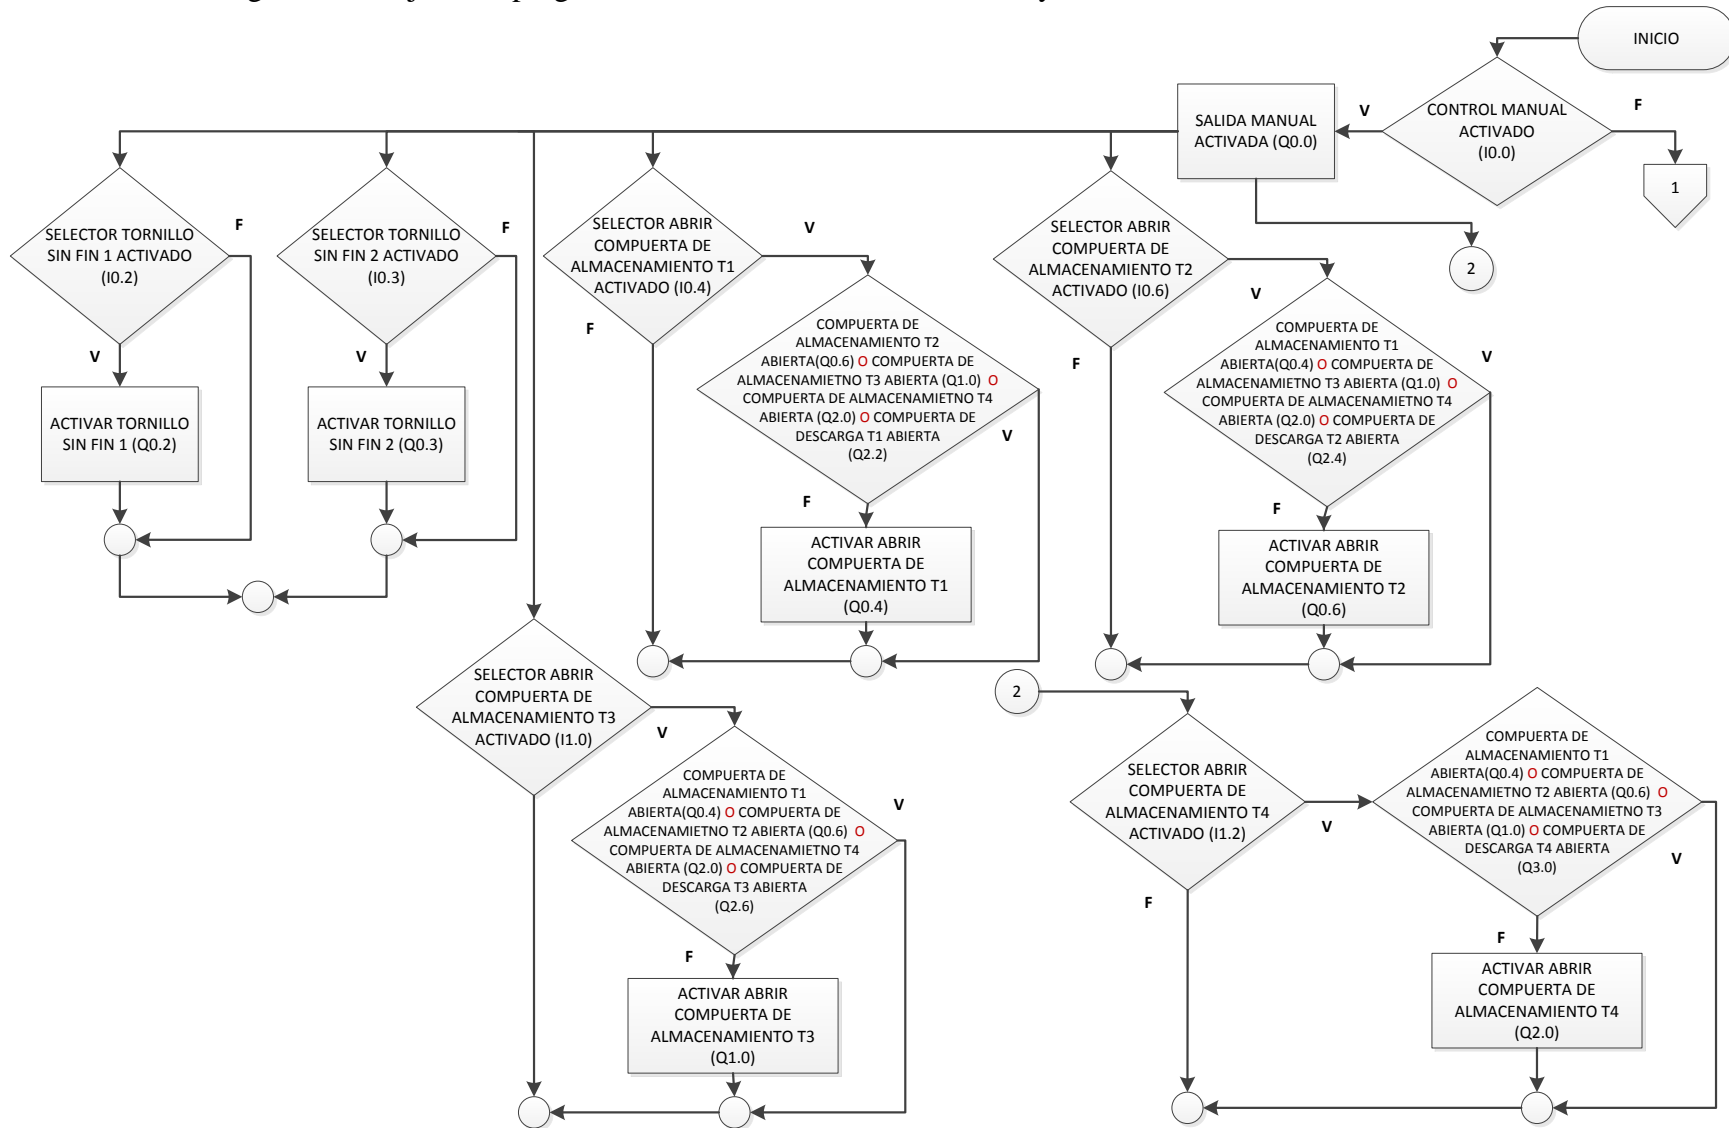 INICIO
CONTROL MANUAL
ACTIVADO
(I0.0)
V
F
SALIDA MANUAL
ACTIVADA (Q0.0)
1
2
SELECTOR TORNILLO
SIN FIN 1 ACTIVADO
(I0.2)
F
V
ACTIVAR TORNILLO
SIN FIN 1 (Q0.2)
SELECTOR TORNILLO
SIN FIN 2 ACTIVADO
(I0.3)
F
V
ACTIVAR TORNILLO
SIN FIN 2 (Q0.3)
SELECTOR ABRIR
COMPUERTA DE
ALMACENAMIENTO T1
ACTIVADO (I0.4)
V
F
COMPUERTA DE
ALMACENAMIENTO T2
ABIERTA(Q0.6) O COMPUERTA DE
ALMACENAMIETNO T3 ABIERTA (Q1.0) O
COMPUERTA DE ALMACENAMIETNO T4
ABIERTA (Q2.0) O COMPUERTA DE
DESCARGA T1 ABIERTA
(Q2.2)
V
F
ACTIVAR ABRIR
COMPUERTA DE
ALMACENAMIENTO T1
(Q0.4)
SELECTOR ABRIR
COMPUERTA DE
ALMACENAMIENTO T2
ACTIVADO (I0.6)
V
F
COMPUERTA DE
ALMACENAMIENTO T1
ABIERTA(Q0.4) O COMPUERTA DE
ALMACENAMIETNO T3 ABIERTA (Q1.0) O
COMPUERTA DE ALMACENAMIETNO T4
ABIERTA (Q2.0) O COMPUERTA DE
DESCARGA T2 ABIERTA
(Q2.4)
V
F
ACTIVAR ABRIR
COMPUERTA DE
ALMACENAMIENTO T2
(Q0.6)
SELECTOR ABRIR
COMPUERTA DE
ALMACENAMIENTO T3
ACTIVADO (I1.0)
V
F
COMPUERTA DE
ALMACENAMIENTO T1
ABIERTA(Q0.4) O COMPUERTA DE
ALMACENAMIETNO T2 ABIERTA (Q0.6) O
COMPUERTA DE ALMACENAMIETNO T4
ABIERTA (Q2.0) O COMPUERTA DE
DESCARGA T3 ABIERTA
(Q2.6)
V
F
ACTIVAR ABRIR
COMPUERTA DE
ALMACENAMIENTO T3
(Q1.0)
2
SELECTOR ABRIR
COMPUERTA DE
ALMACENAMIENTO T4
ACTIVADO (I1.2)
V
F
COMPUERTA DE
ALMACENAMIENTO T1
ABIERTA(Q0.4) O COMPUERTA DE
ALMACENAMIETNO T2 ABIERTA (Q0.6) O
COMPUERTA DE ALMACENAMIETNO T3
ABIERTA (Q1.0) O COMPUERTA DE
DESCARGA T4 ABIERTA
(Q3.0)
V
F
ACTIVAR ABRIR
COMPUERTA DE
ALMACENAMIENTO T4
(Q2.0)